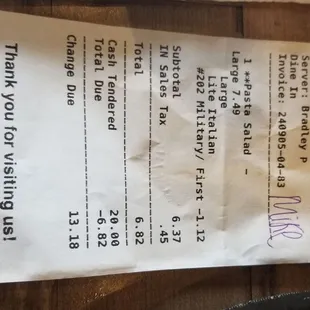 Server: Bradley P
Dine In
Invoice: 240905-04-83
MIKE
1 **Pasta Salad -
Large 7.49
Large
Lite Italian
#202 Military/ First -1.12
Subtotal 6.37
IN Sales Tax .45
Total 6.82
Cash Tendered 20.00
Total Due -6.82
Change Due 13.18
Thank you for visiting us!